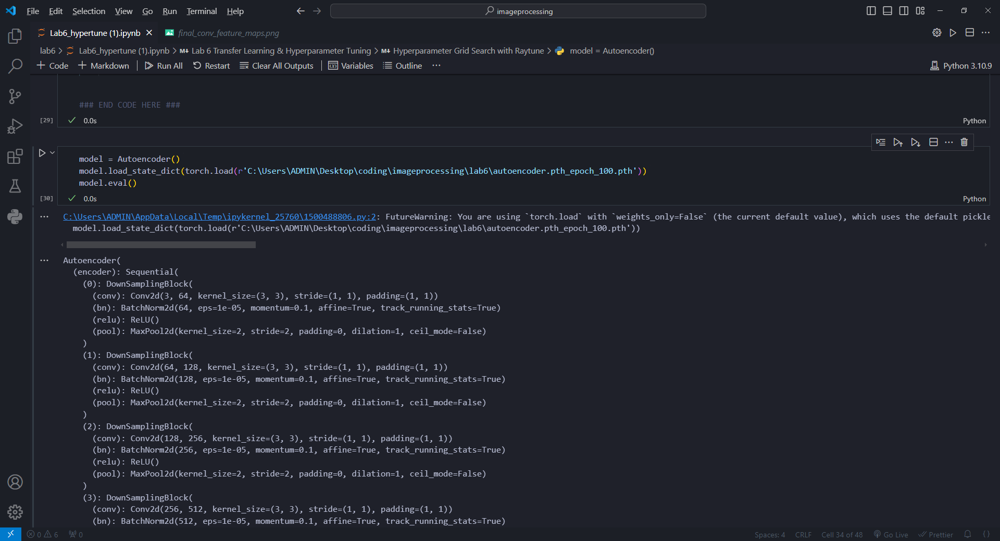 File Edit Selection View Go Run Terminal Help imageprocessing
Lab6_hypertune (1).ipynb final_conv_feature_maps.png
lab6 > Lab6_hypertune (1).ipynb > M↓ Lab 6 Transfer Learning & Hyperparameter Tuning > M↓ Hyperparameter Grid Search with Raytune > model = Autoencoder()
+ Code + Markdown | Run All Restart Clear All Outputs | Variables Outline ... Python 3.10.9
### END CODE HERE ###
[29] ✓ 0.0s Python
model = Autoencoder()
model.load_state_dict(torch.load(r'C:\Users\ADMIN\Desktop\coding\imageprocessing\lab6\autoencoder.pth_epoch_100.pth'))
model.eval()
[30] ✓ 0.0s Python
... C:\Users\ADMIN\AppData\Local\Temp\ipykernel_25760\1500488806.py:2: FutureWarning: You are using `torch.load` with `weights_only=False` (the current default value), which uses the default pickle
model.load_state_dict(torch.load(r'C:\Users\ADMIN\Desktop\coding\imageprocessing\lab6\autoencoder.pth_epoch_100.pth'))
... Autoencoder(
(encoder): Sequential(
(0): DownSamplingBlock(
(conv): Conv2d(3, 64, kernel_size=(3, 3), stride=(1, 1), padding=(1, 1))
(bn): BatchNorm2d(64, eps=1e-05, momentum=0.1, affine=True, track_running_stats=True)
(relu): ReLU()
(pool): MaxPool2d(kernel_size=2, stride=2, padding=0, dilation=1, ceil_mode=False)
)
(1): DownSamplingBlock(
(conv): Conv2d(64, 128, kernel_size=(3, 3), stride=(1, 1), padding=(1, 1))
(bn): BatchNorm2d(128, eps=1e-05, momentum=0.1, affine=True, track_running_stats=True)
(relu): ReLU()
(pool): MaxPool2d(kernel_size=2, stride=2, padding=0, dilation=1, ceil_mode=False)
)
(2): DownSamplingBlock(
(conv): Conv2d(128, 256, kernel_size=(3, 3), stride=(1, 1), padding=(1, 1))
(bn): BatchNorm2d(256, eps=1e-05, momentum=0.1, affine=True, track_running_stats=True)
(relu): ReLU()
(pool): MaxPool2d(kernel_size=2, stride=2, padding=0, dilation=1, ceil_mode=False)
)
(3): DownSamplingBlock(
(conv): Conv2d(256, 512, kernel_size=(3, 3), stride=(1, 1), padding=(1, 1))
(bn): BatchNorm2d(512, eps=1e-05, momentum=0.1, affine=True, track_running_stats=True)
0 6 0 Spaces: 4 CRLF Cell 34 of 48 Go Live Prettier { }